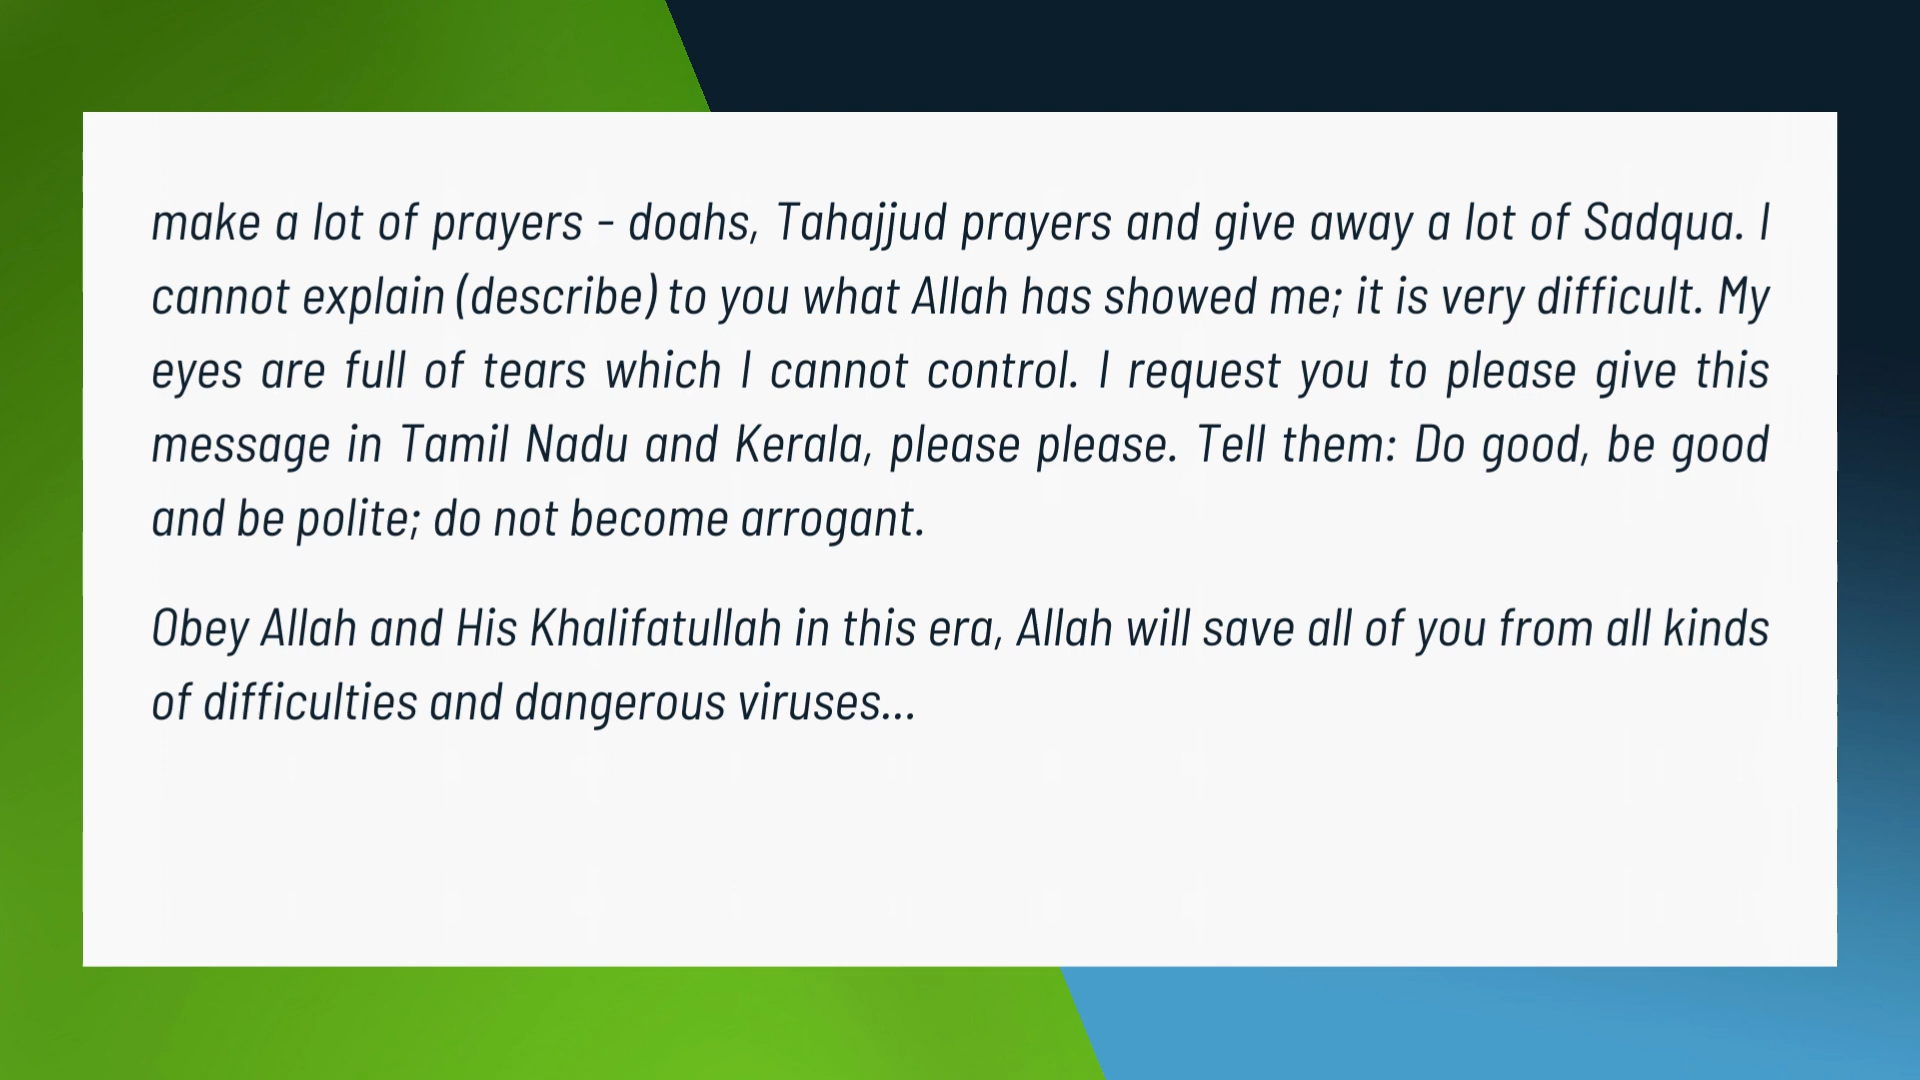 make a lot of prayers - doahs, Tahajjud prayers and give away a lot of Sadqua. I
cannot explain (describe) to you what Allah has showed me; it is very difficult. My
eyes are full of tears which I cannot control. I request you to please give this
message in Tamil Nadu and Kerala, please please. Tell them: Do good, be good
and be polite; do not become arrogant.
Obey Allah and His Khalifatullah in this era, Allah will save all of you from all kinds
of difficulties and dangerous viruses...